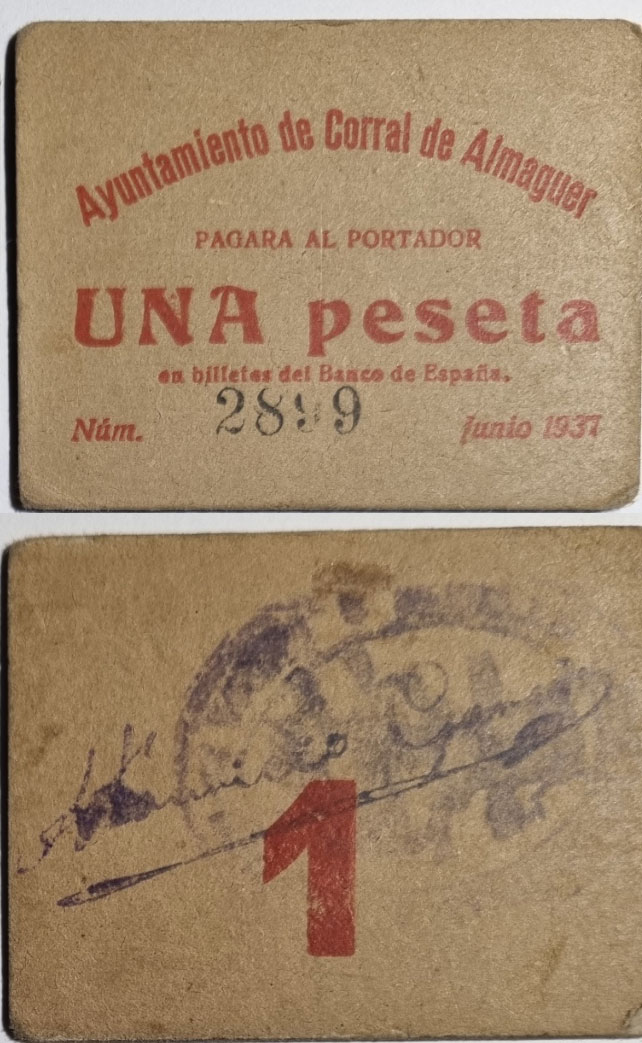 Ayuntamiento de Corral de Almaguer
PAGARA AL PORTADOR
UNA peseta
en billetes del Banco de España.
Núm. 2899 Junio 1937
1